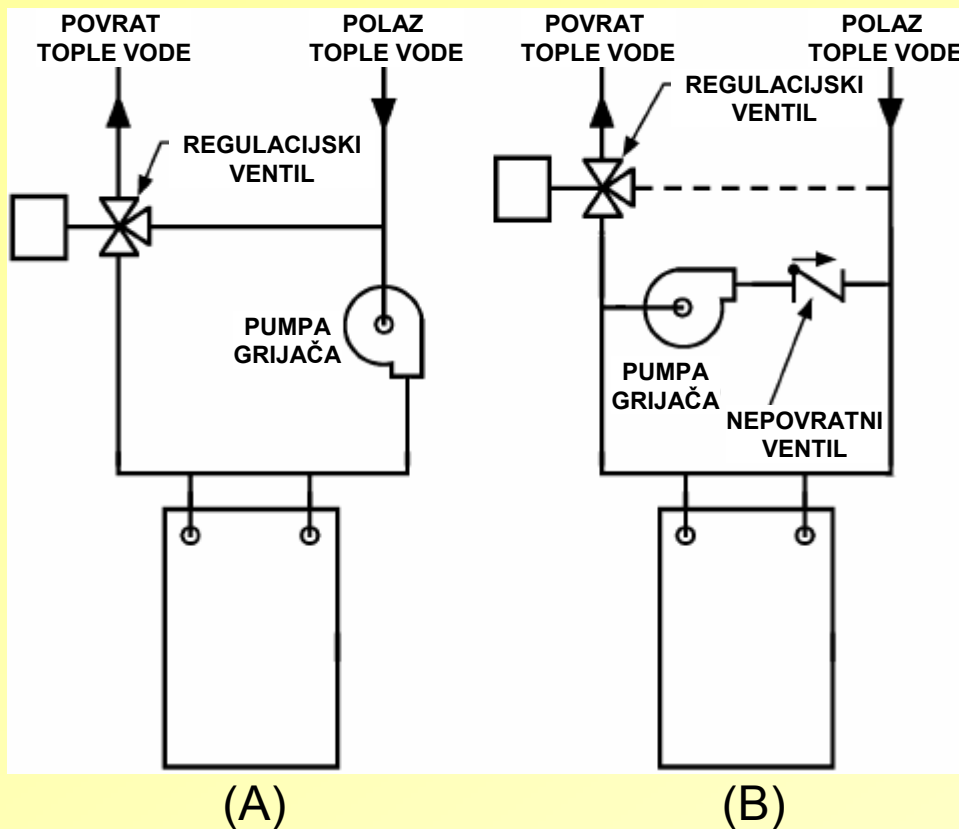 POVRAT
TOPLE VODE
POLAZ
TOPLE VODE
REGULACIJSKI
VENTIL
PUMPA
GRIJAČA
(A)
POVRAT
TOPLE VODE
POLAZ
TOPLE VODE
REGULACIJSKI
VENTIL
PUMPA
GRIJAČA
NEPOVRATNI
VENTIL
(B)